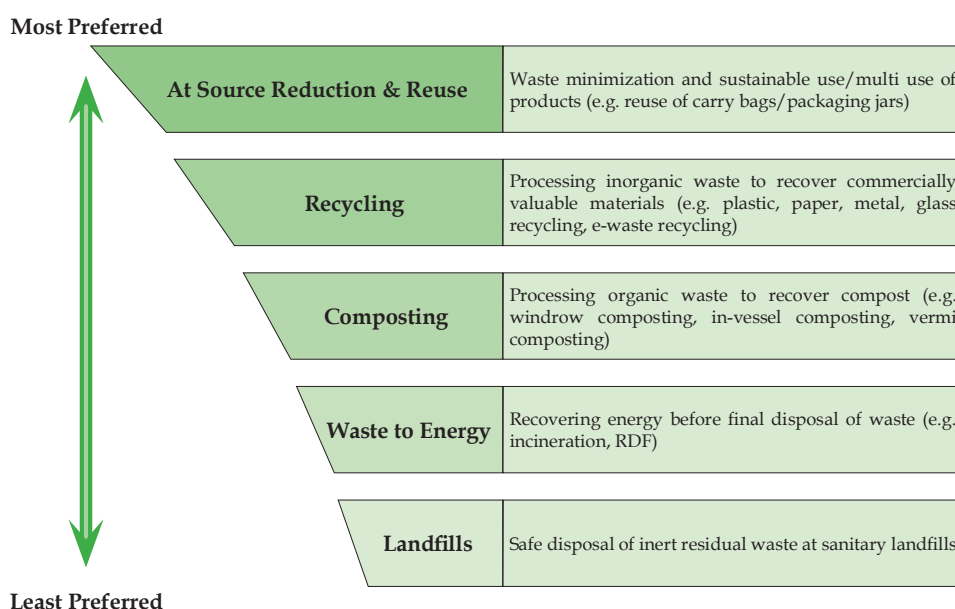 Most Preferred
At Source Reduction & Reuse
Waste minimization and sustainable use/multi use of
products (e.g. reuse of carry bags/packaging jars)
Recycling
Processing inorganic waste to recover commercially
valuable materials (e.g. plastic, paper, metal, glass
recycling, e-waste recycling)
Composting
Processing organic waste to recover compost (e.g.
windrow composting, in-vessel composting, vermi
composting)
Waste to Energy
Recovering energy before final disposal of waste (e.g.
incineration, RDF)
Landfills
Safe disposal of inert residual waste at sanitary landfills
Least Preferred